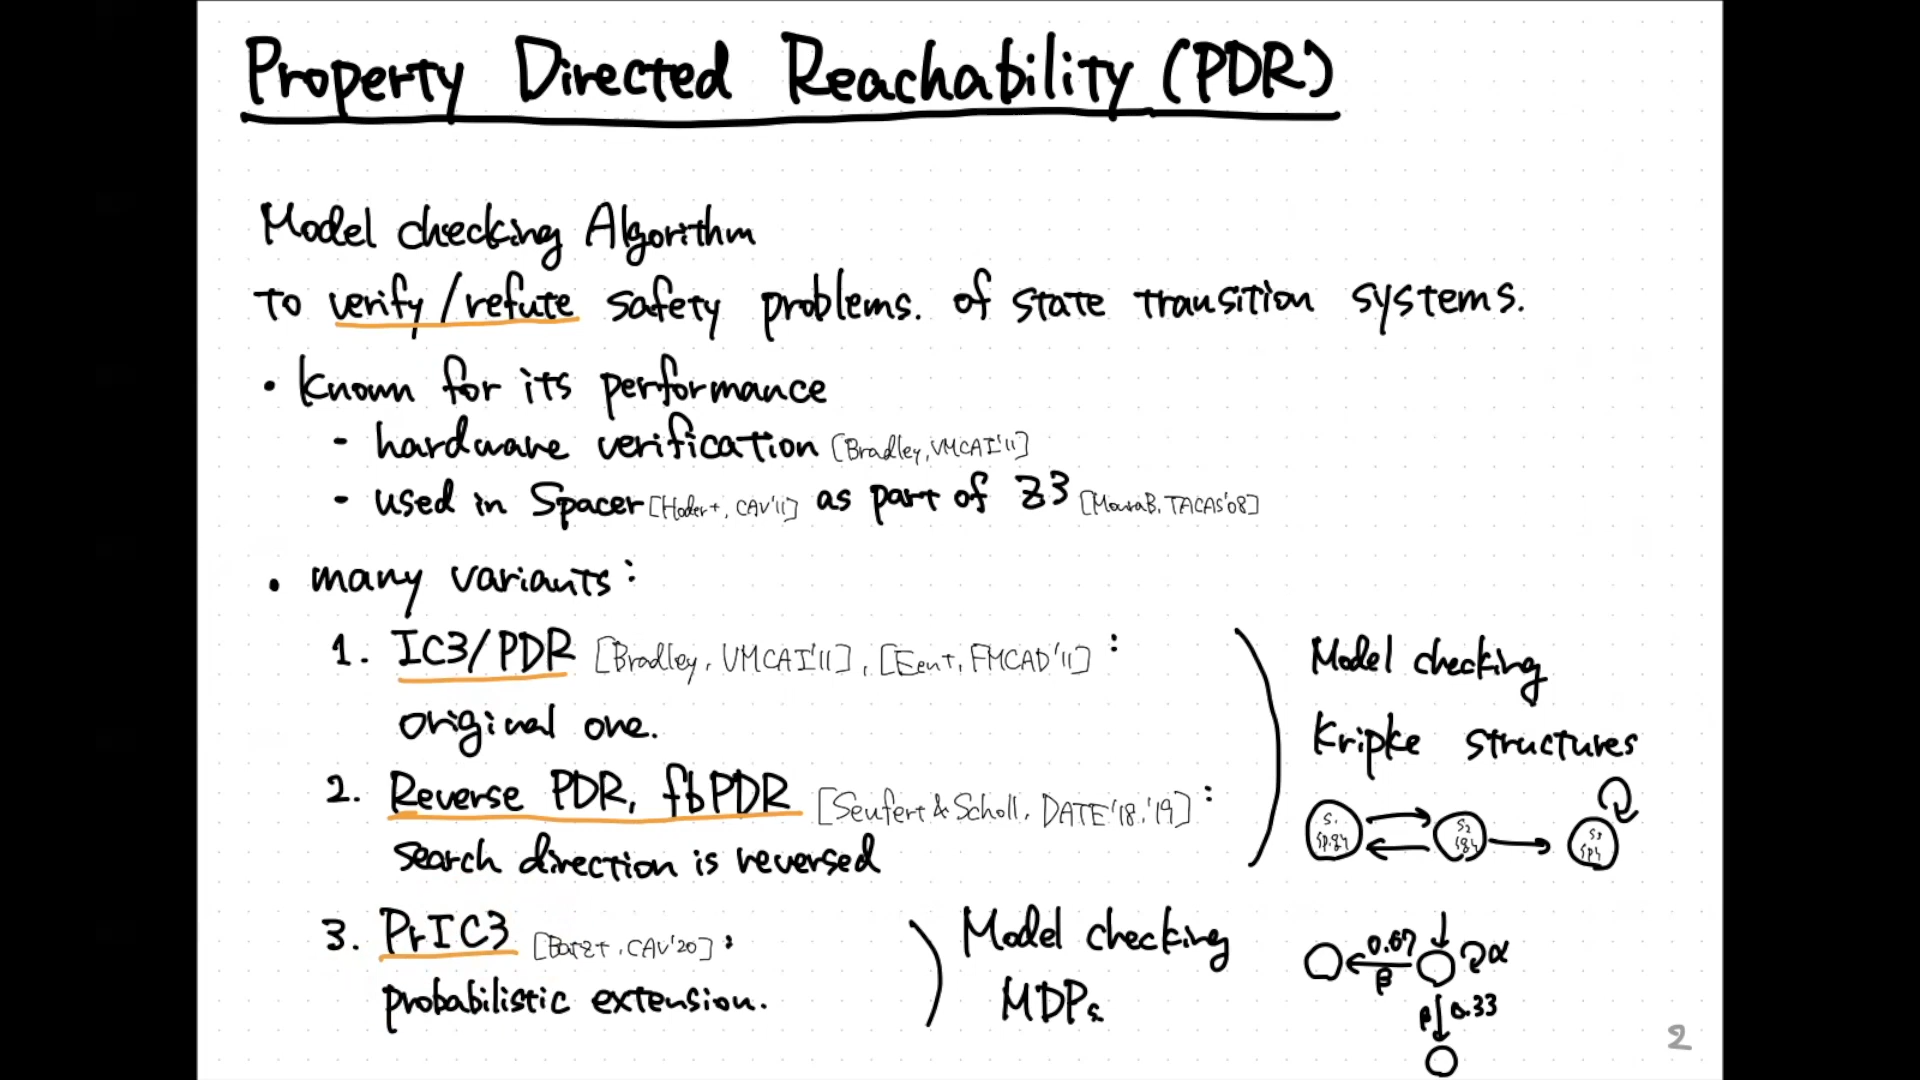 Property Directed Reachability (PDR)
Model checking Algorithm
to verify/refute safety problems. of state transition systems.
• known for its performance
- hardware verification [Bradley, VMCAI'11]
- used in Spacer [Hoder+, CAV'11] as part of Z3 [MouraB, TACAS'08]
• many variants:
1. IC3/PDR [Bradley, VMCAI'11], [Een+, FMCAD'11] :
original one.
2. Reverse PDR, fbPDR [Seufert & Scholl, DATE'18,'19] :
search direction is reversed
Model checking
Kripke structures
S1
{p,q}
S2
{q}
S3
{p}
3. PrIC3 [Batz+, CAV'20] :
probabilistic extension.
Model checking
MDPs
0.67
β
α
β 0.33
2